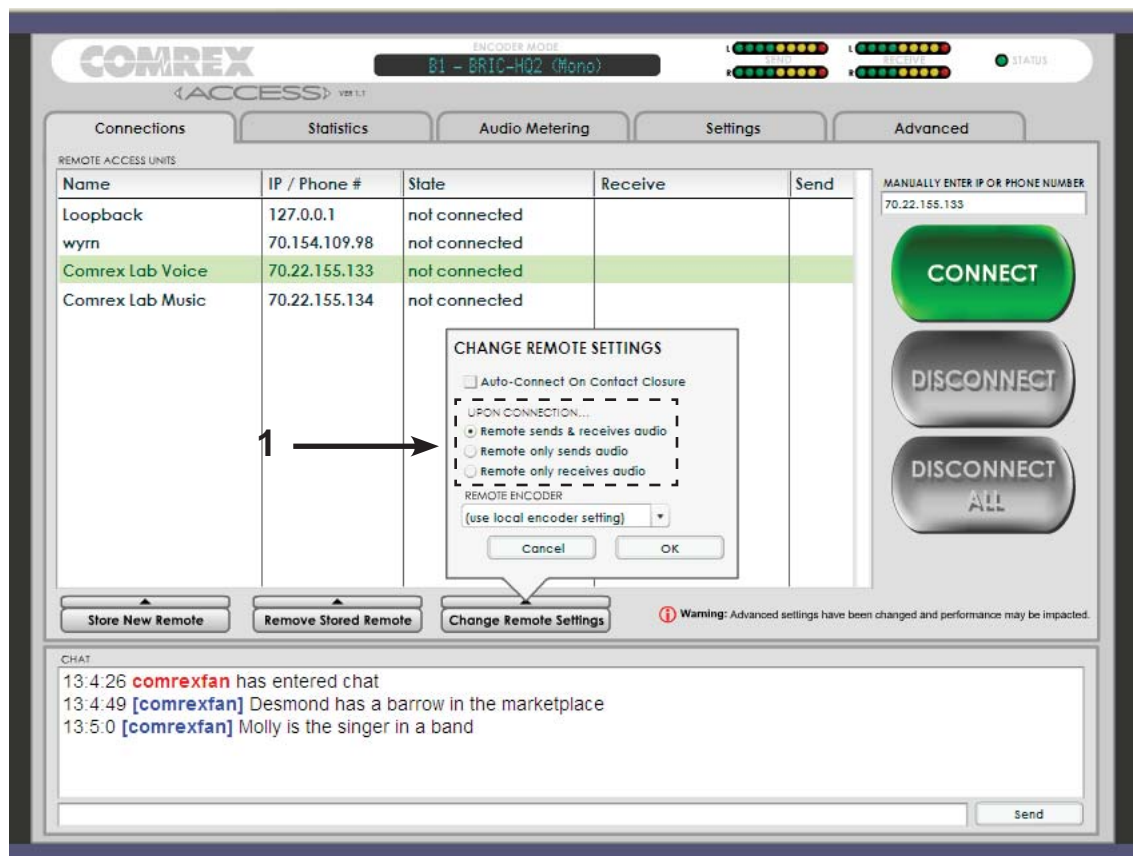 COMREX
ACCESS VER 1.1
ENCODER MODE
B1 - BRIC-HQ2 (Mono)
L
R
SEND
L
R
RECEIVE
STATUS
Connections
Statistics
Audio Metering
Settings
Advanced
REMOTE ACCESS UNITS
Name IP / Phone # State Receive Send
Loopback 127.0.0.1 not connected
wyrn 70.154.109.98 not connected
Comrex Lab Voice 70.22.155.133 not connected
Comrex Lab Music 70.22.155.134 not connected
MANUALLY ENTER IP OR PHONE NUMBER
70.22.155.133
CONNECT
DISCONNECT
DISCONNECT
ALL
CHANGE REMOTE SETTINGS
Auto-Connect On Contact Closure
UPON CONNECTION...
1
Remote sends & receives audio
Remote only sends audio
Remote only receives audio
REMOTE ENCODER
(use local encoder setting)
Cancel
OK
Store New Remote
Remove Stored Remote
Change Remote Settings
Warning: Advanced settings have been changed and performance may be impacted.
CHAT
13:4:26 comrexfan has entered chat
13:4:49 [comrexfan] Desmond has a barrow in the marketplace
13:5:0 [comrexfan] Molly is the singer in a band
Send